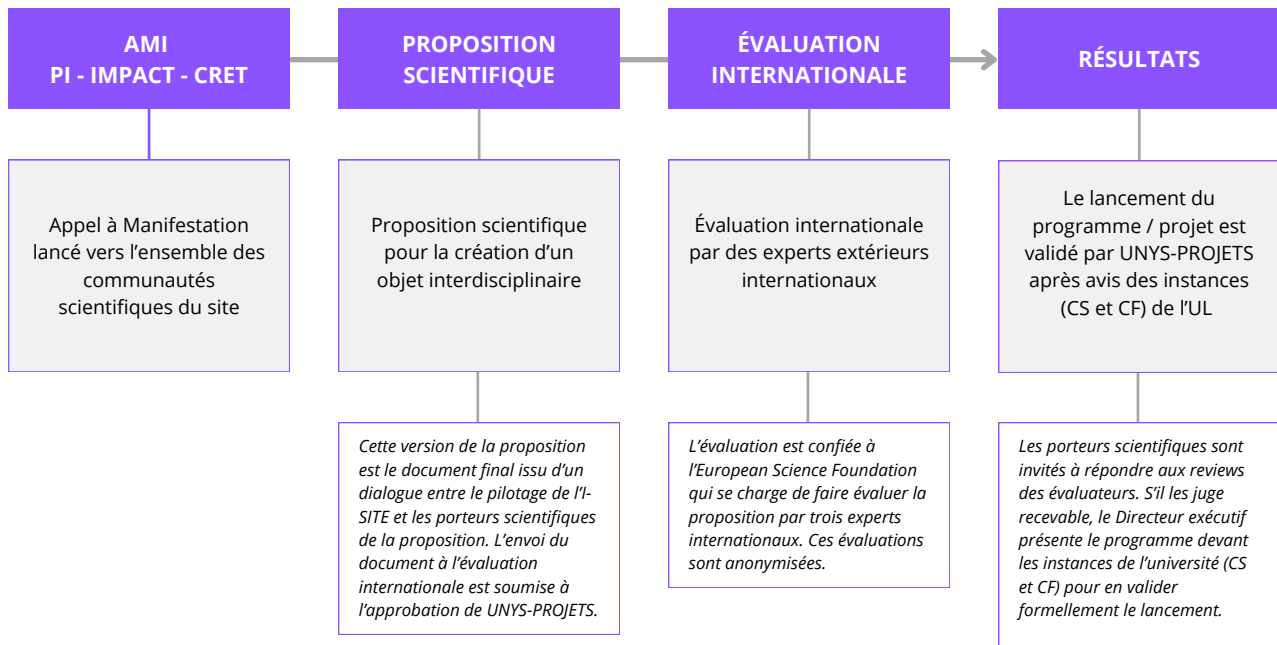 AMI
PI - IMPACT - CRET
Appel à Manifestation
lancé vers l’ensemble des
communautés
scientifiques du site
PROPOSITION
SCIENTIFIQUE
Proposition scientifique
pour la création d’un
objet interdisciplinaire
Cette version de la proposition
est le document final issu d’un
dialogue entre le pilotage de l’I-
SITE et les porteurs scientifiques
de la proposition. L’envoi du
document à l’évaluation
internationale est soumise à
l’approbation de UNYS-PROJETS.
ÉVALUATION
INTERNATIONALE
Évaluation internationale
par des experts extérieurs
internationaux
L’évaluation est confiée à
l’European Science Foundation
qui se charge de faire évaluer la
proposition par trois experts
internationaux. Ces évaluations
sont anonymisées.
RÉSULTATS
Le lancement du
programme / projet est
validé par UNYS-PROJETS
après avis des instances
(CS et CF) de l’UL
Les porteurs scientifiques sont
invités à répondre aux reviews
des évaluateurs. S’il les juge
recevable, le Directeur exécutif
présente le programme devant
les instances de l’université (CS
et CF) pour en valider
formellement le lancement.